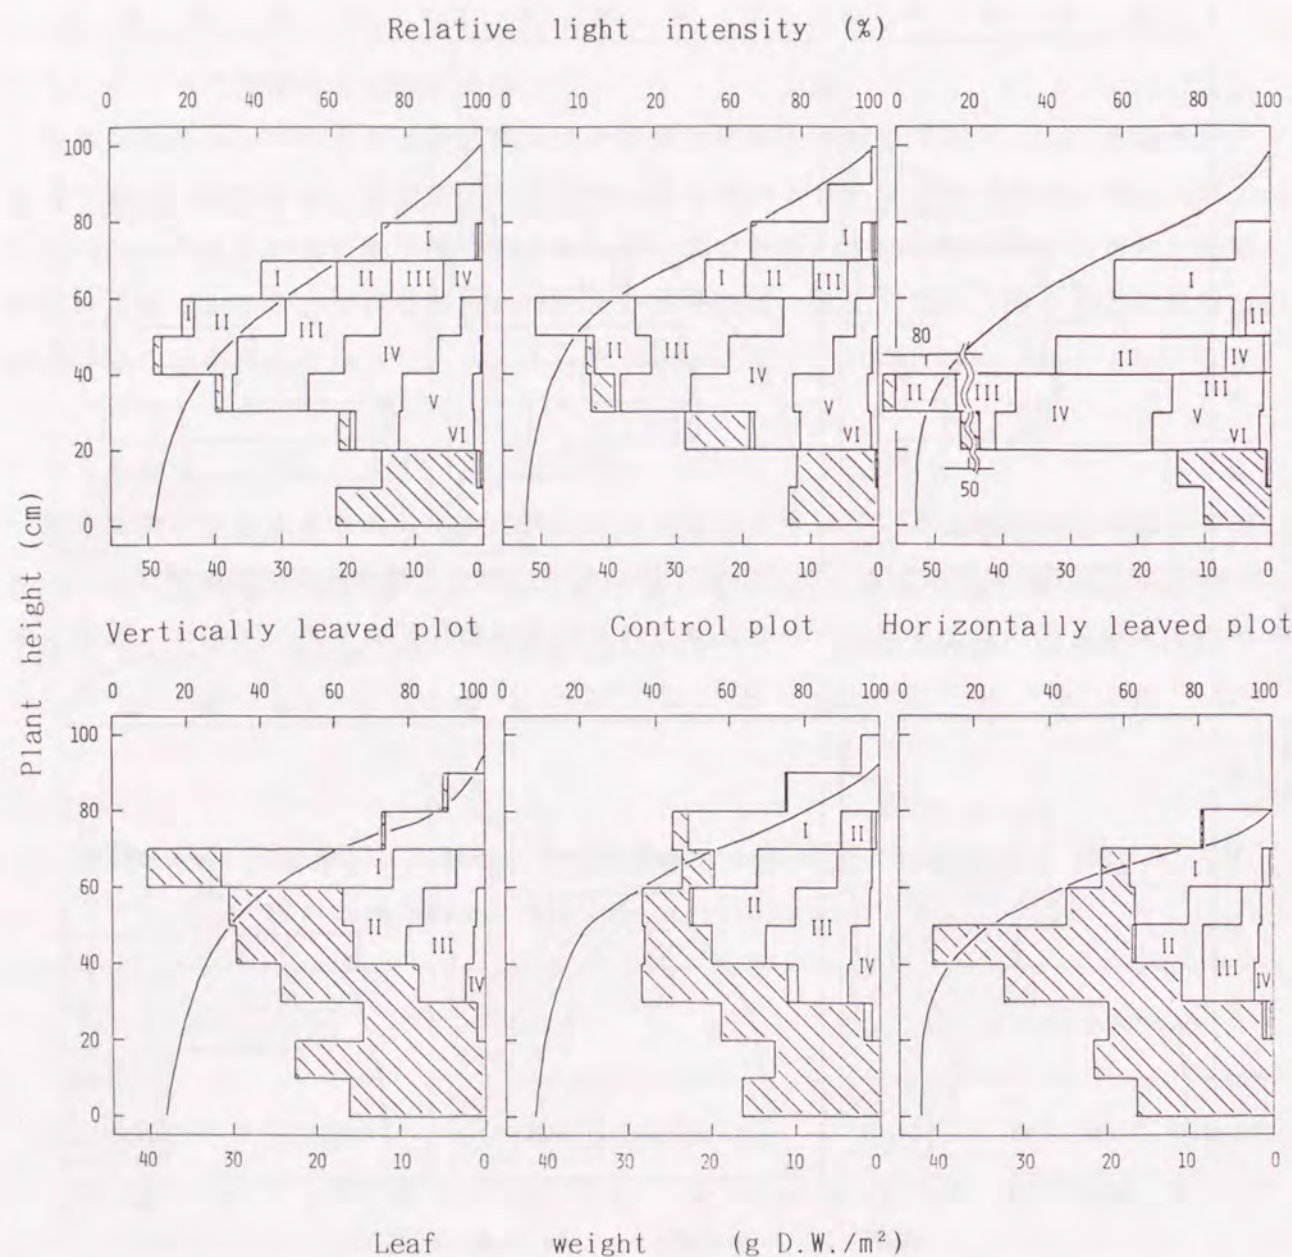 Relative light intensity (%)
0 20 40 60 80 100 0 10 20 60 80 100 0 20 40 60 80 100
100
80
60
40
20
0
I
I II III IV
I II III
IV
V
VI
I
I II III
II III
IV
V
VI
I
II
80
II IV
II III IV V III
VI
50
50 40 30 20 10 0 50 40 30 20 10 0 50 40 30 20 10 0
Vertically leaved plot Control plot Horizontally leaved plot
Plant height (cm)
0 20 40 60 80 100 0 20 40 60 80 100 0 20 40 60 80 100
100
80
60
40
20
0
I
II
III
IV
I II
II
III
IV
I
II
III
IV
40 30 20 10 0 40 30 20 10 0 40 30 20 10 0
Leaf weight (g D.W./m²)